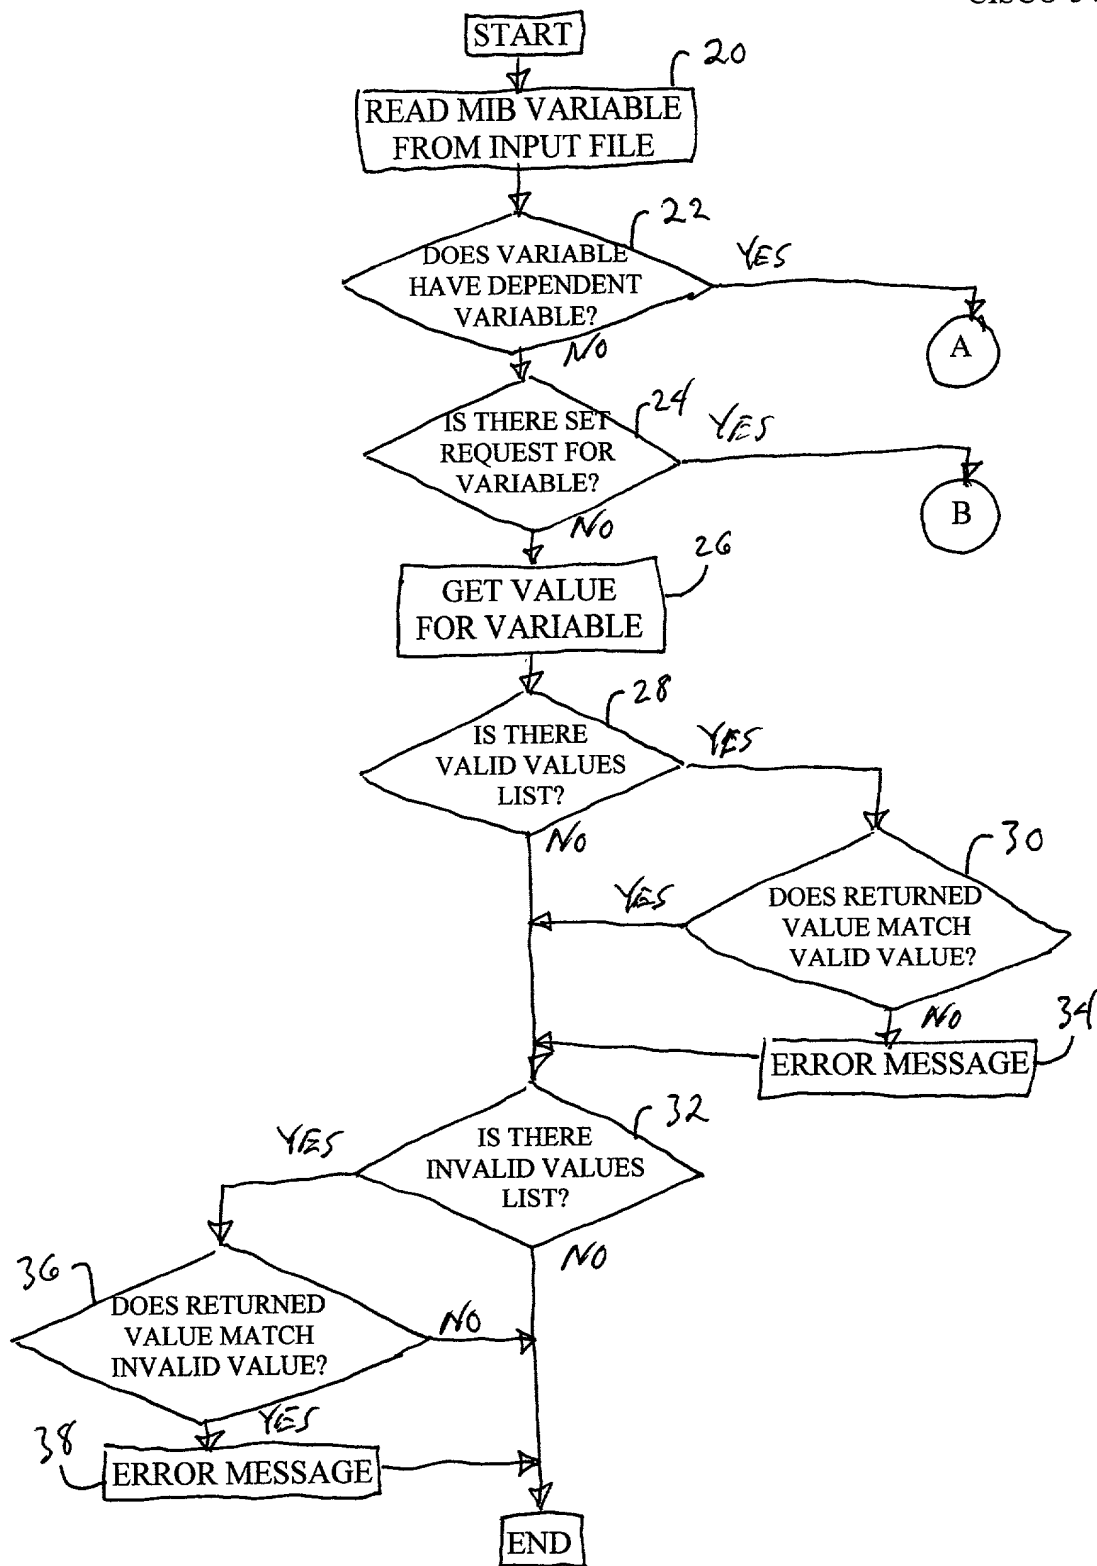 START
20
READ MIB VARIABLE
FROM INPUT FILE
22
DOES VARIABLE
HAVE DEPENDENT
VARIABLE?
YES
A
NO
24
IS THERE SET
REQUEST FOR
VARIABLE?
YES
B
NO
26
GET VALUE
FOR VARIABLE
28
IS THERE
VALID VALUES
LIST?
YES
NO
30
DOES RETURNED
VALUE MATCH
VALID VALUE?
YES
NO
34
ERROR MESSAGE
32
IS THERE
INVALID VALUES
LIST?
YES
NO
36
DOES RETURNED
VALUE MATCH
INVALID VALUE?
NO
YES
38
ERROR MESSAGE
END